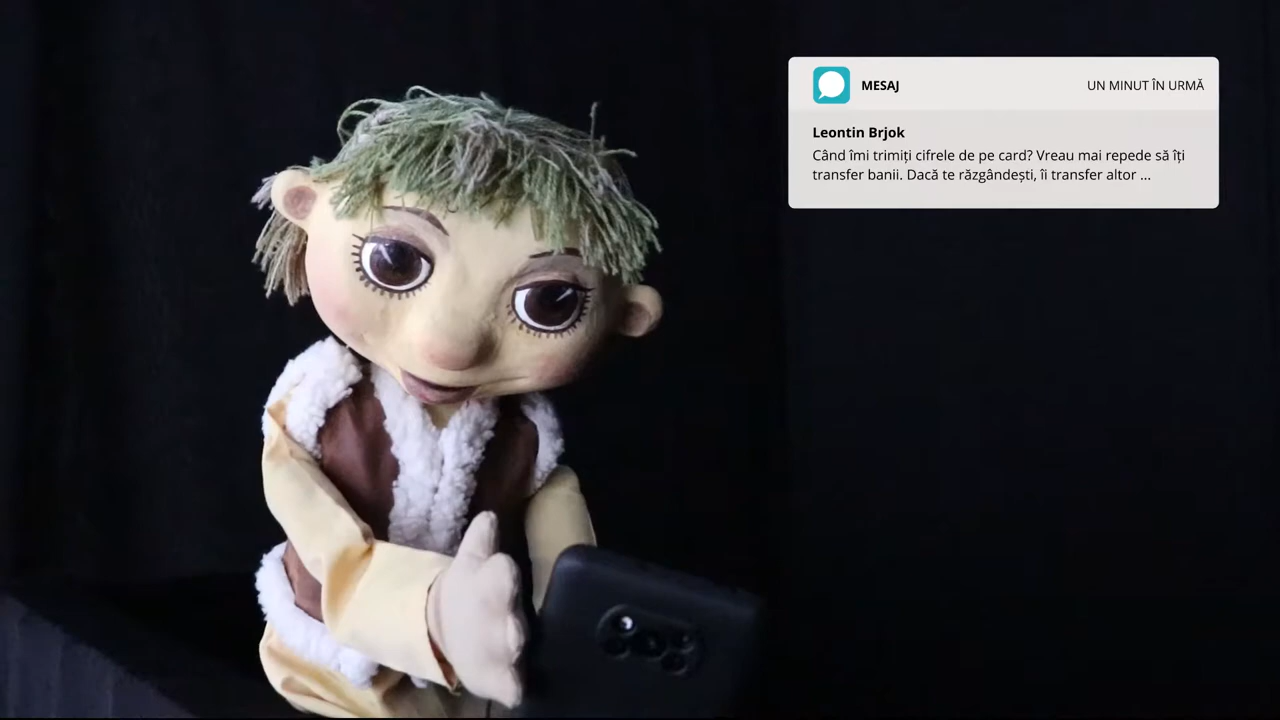 MESAJ
UN MINUT ÎN URMĂ
Leontin Brjok
Când îmi trimiți cifrele de pe card? Vreau mai repede să îți
transfer banii. Dacă te răzgândești, îi transfer altor ...